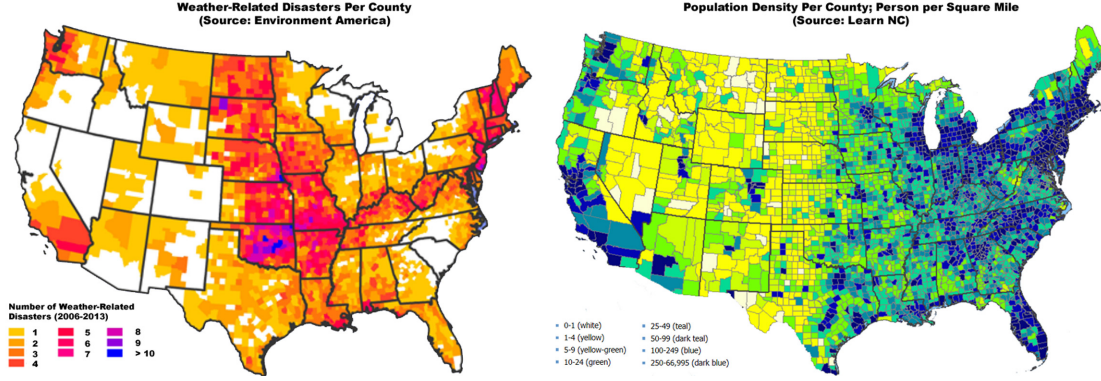 Weather-Related Disasters Per County
(Source: Environment America)
Number of Weather-Related
Disasters (2006-2013)
1
2
3
4
5
6
7
8
9
> 10
Population Density Per County; Person per Square Mile
(Source: Learn NC)
0-1 (white)
1-4 (yellow)
5-9 (yellow-green)
10-24 (green)
25-49 (teal)
50-99 (dark teal)
100-249 (blue)
250-66,995 (dark blue)